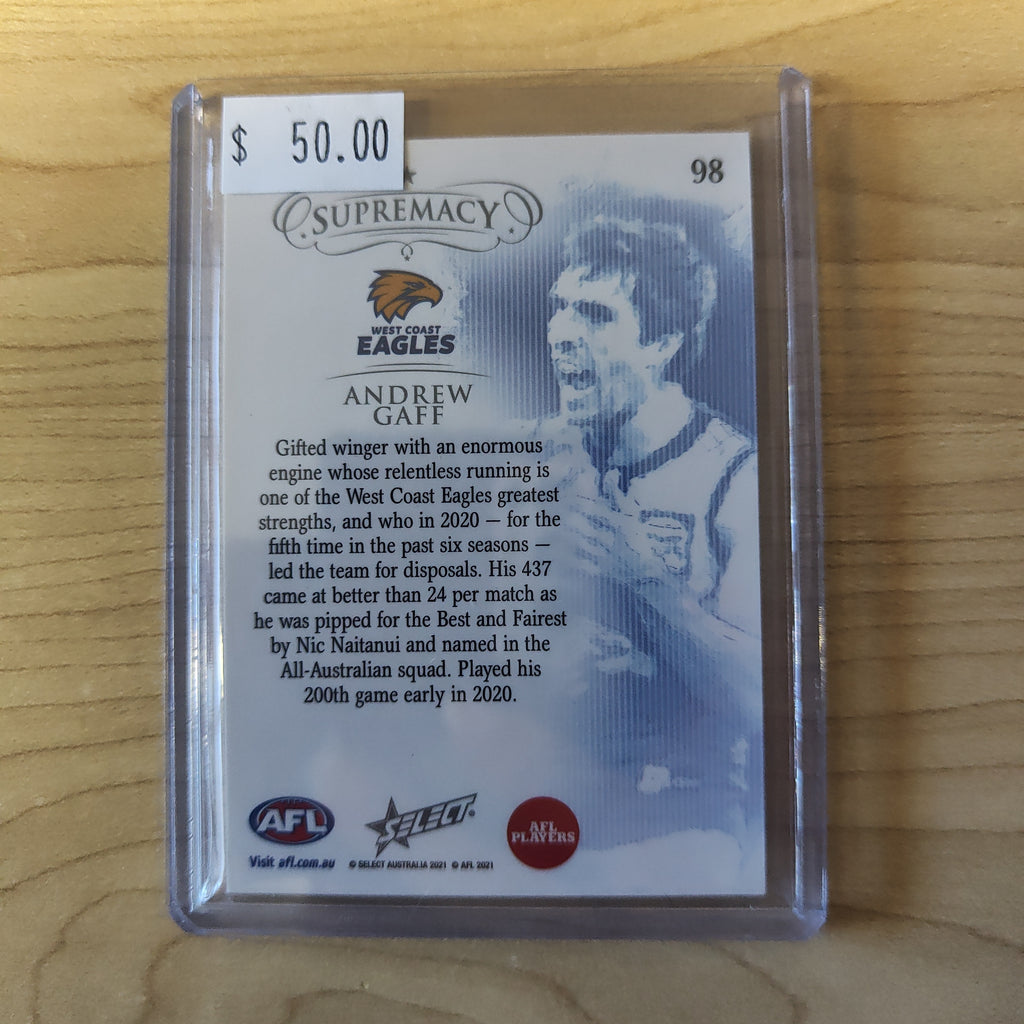 $ 50.00
98
SUPREMACY
WEST COAST
EAGLES
ANDREW
GAFF
Gifted winger with an enormous
engine whose relentless running is
one of the West Coast Eagles greatest
strengths, and who in 2020 — for the
fifth time in the past six seasons —
led the team for disposals. His 437
came at better than 24 per match as
he was pipped for the Best and Fairest
by Nic Naitanui and named in the
All-Australian squad. Played his
200th game early in 2020.
AFL
SELECT
AFL
PLAYERS
Visit afl.com.au
© SELECT AUSTRALIA 2021 © AFL 2021